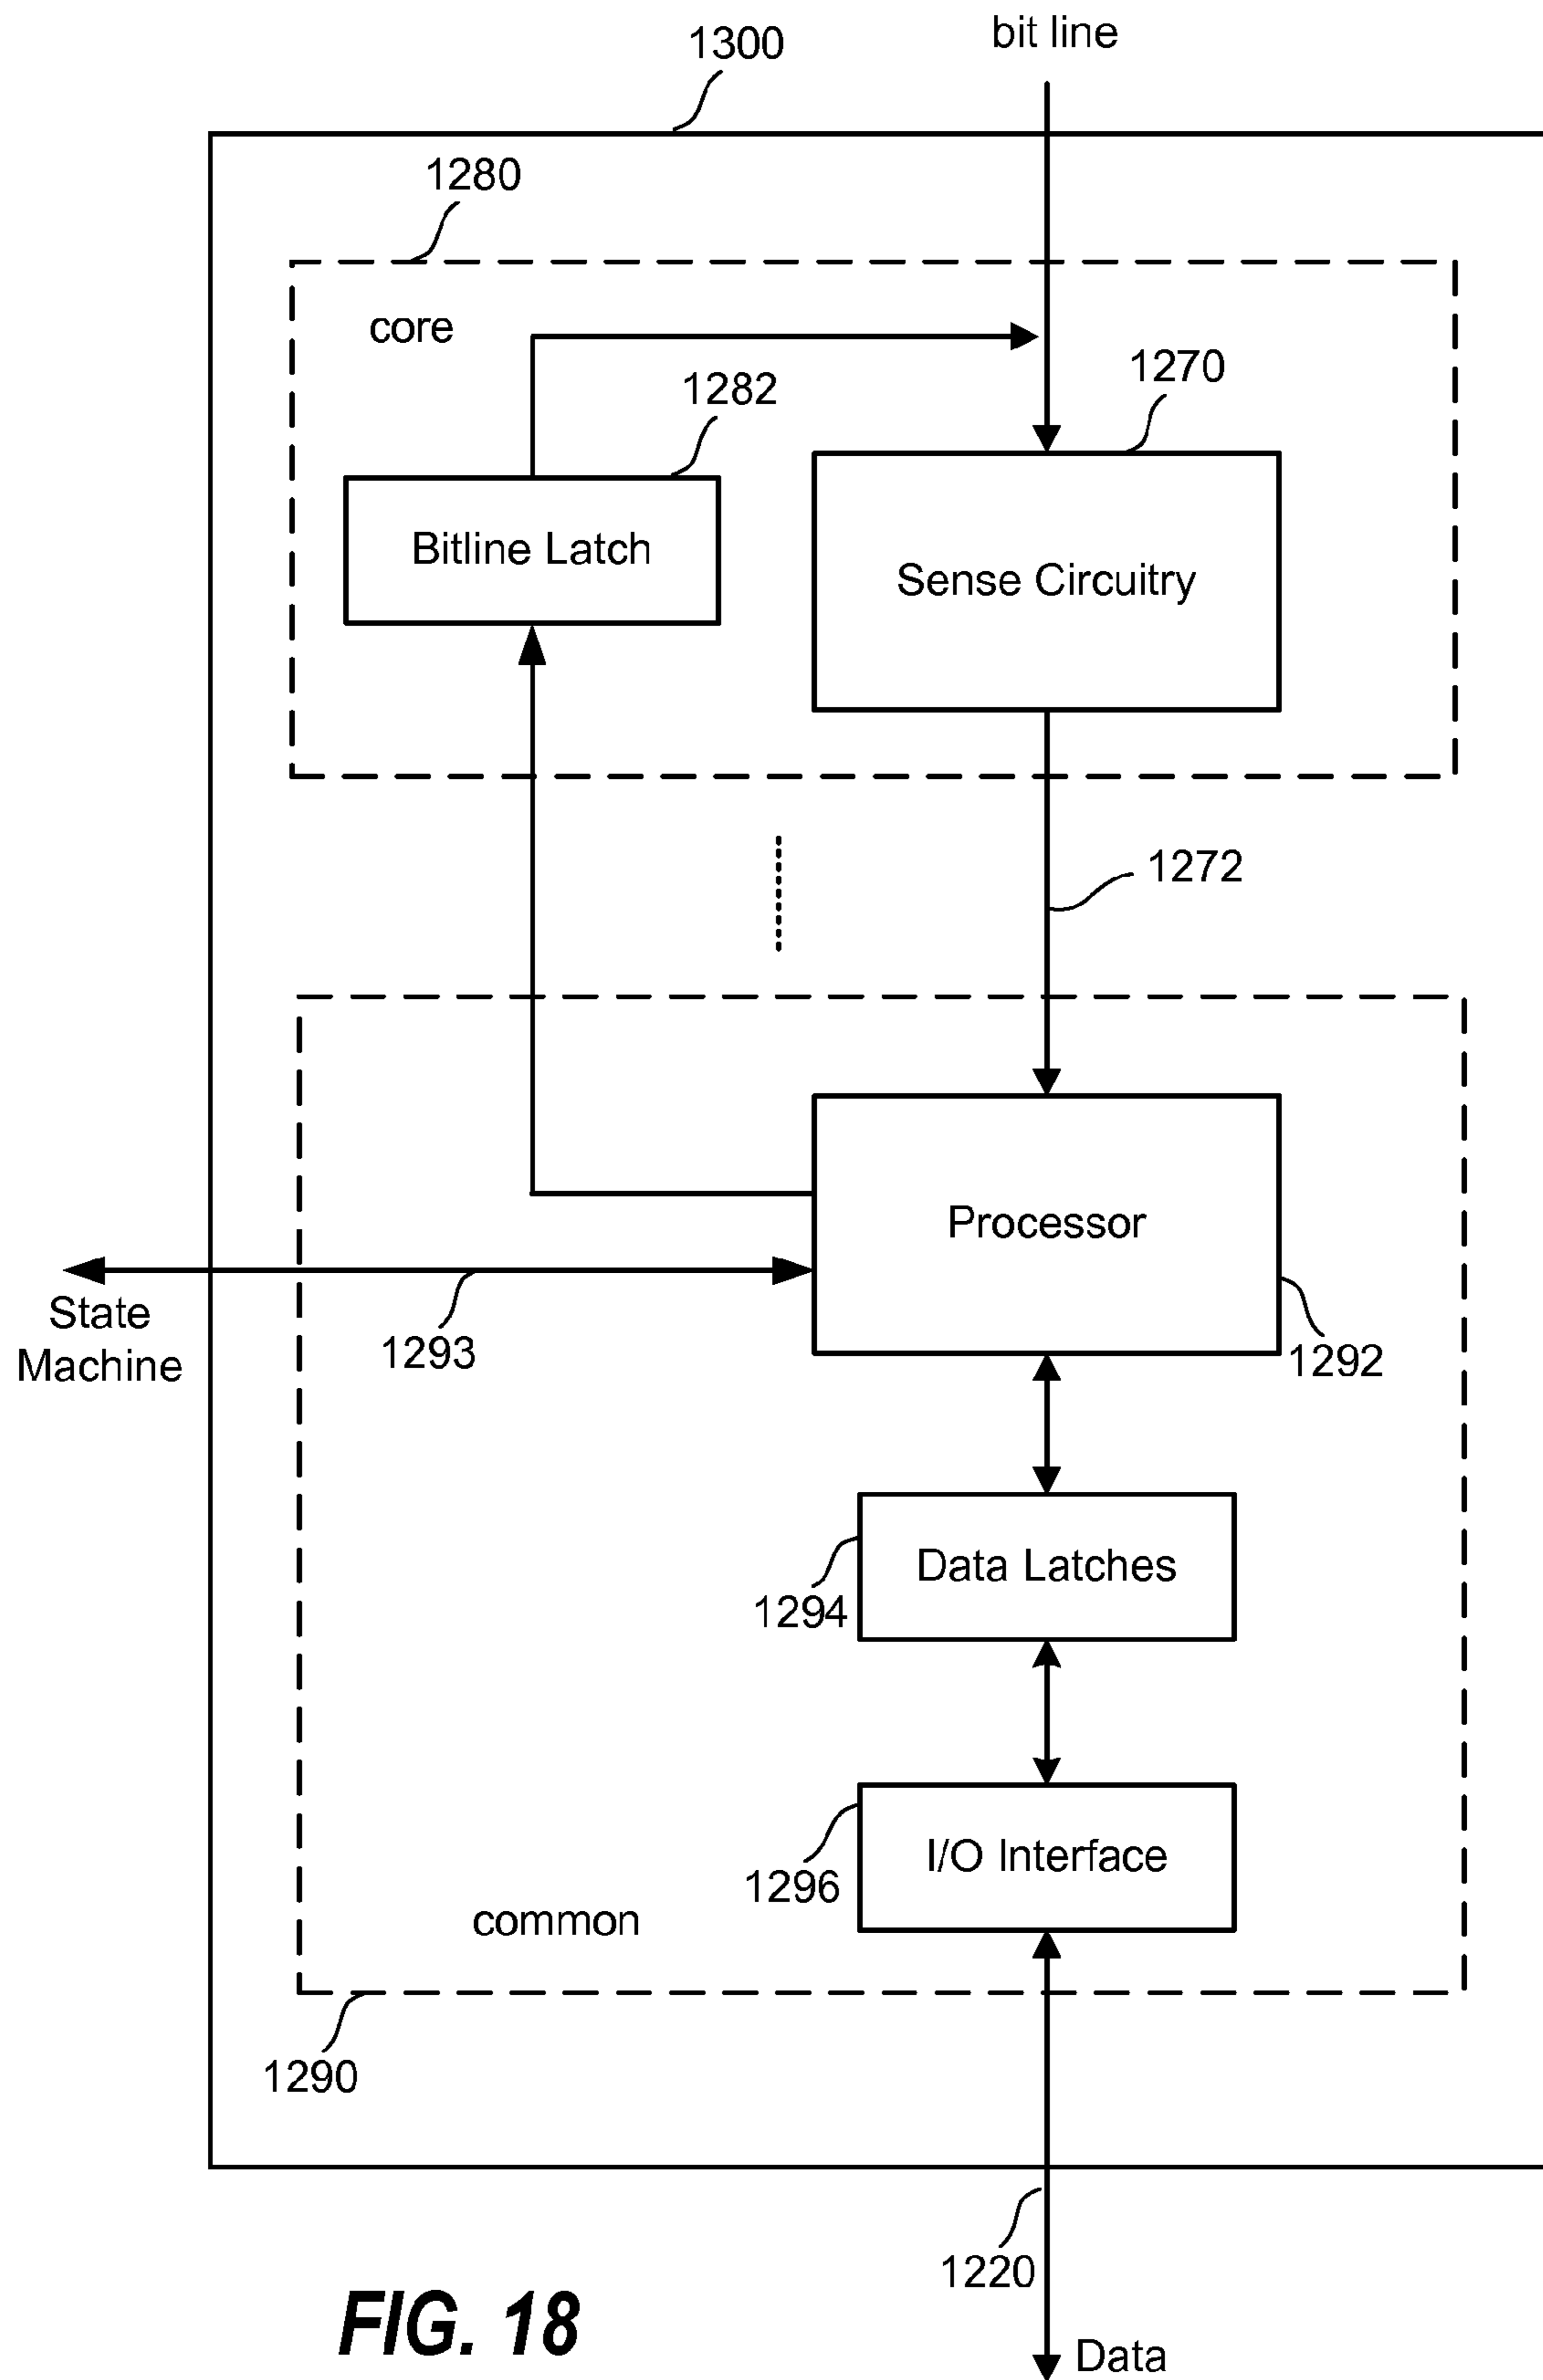 1300
bit line
1280
core
1270
1282
Bitline Latch
Sense Circuitry
1272
Processor
State
Machine
1293
1292
Data Latches
1294
I/O Interface
1296
common
1290
1220
FIG. 18
Data